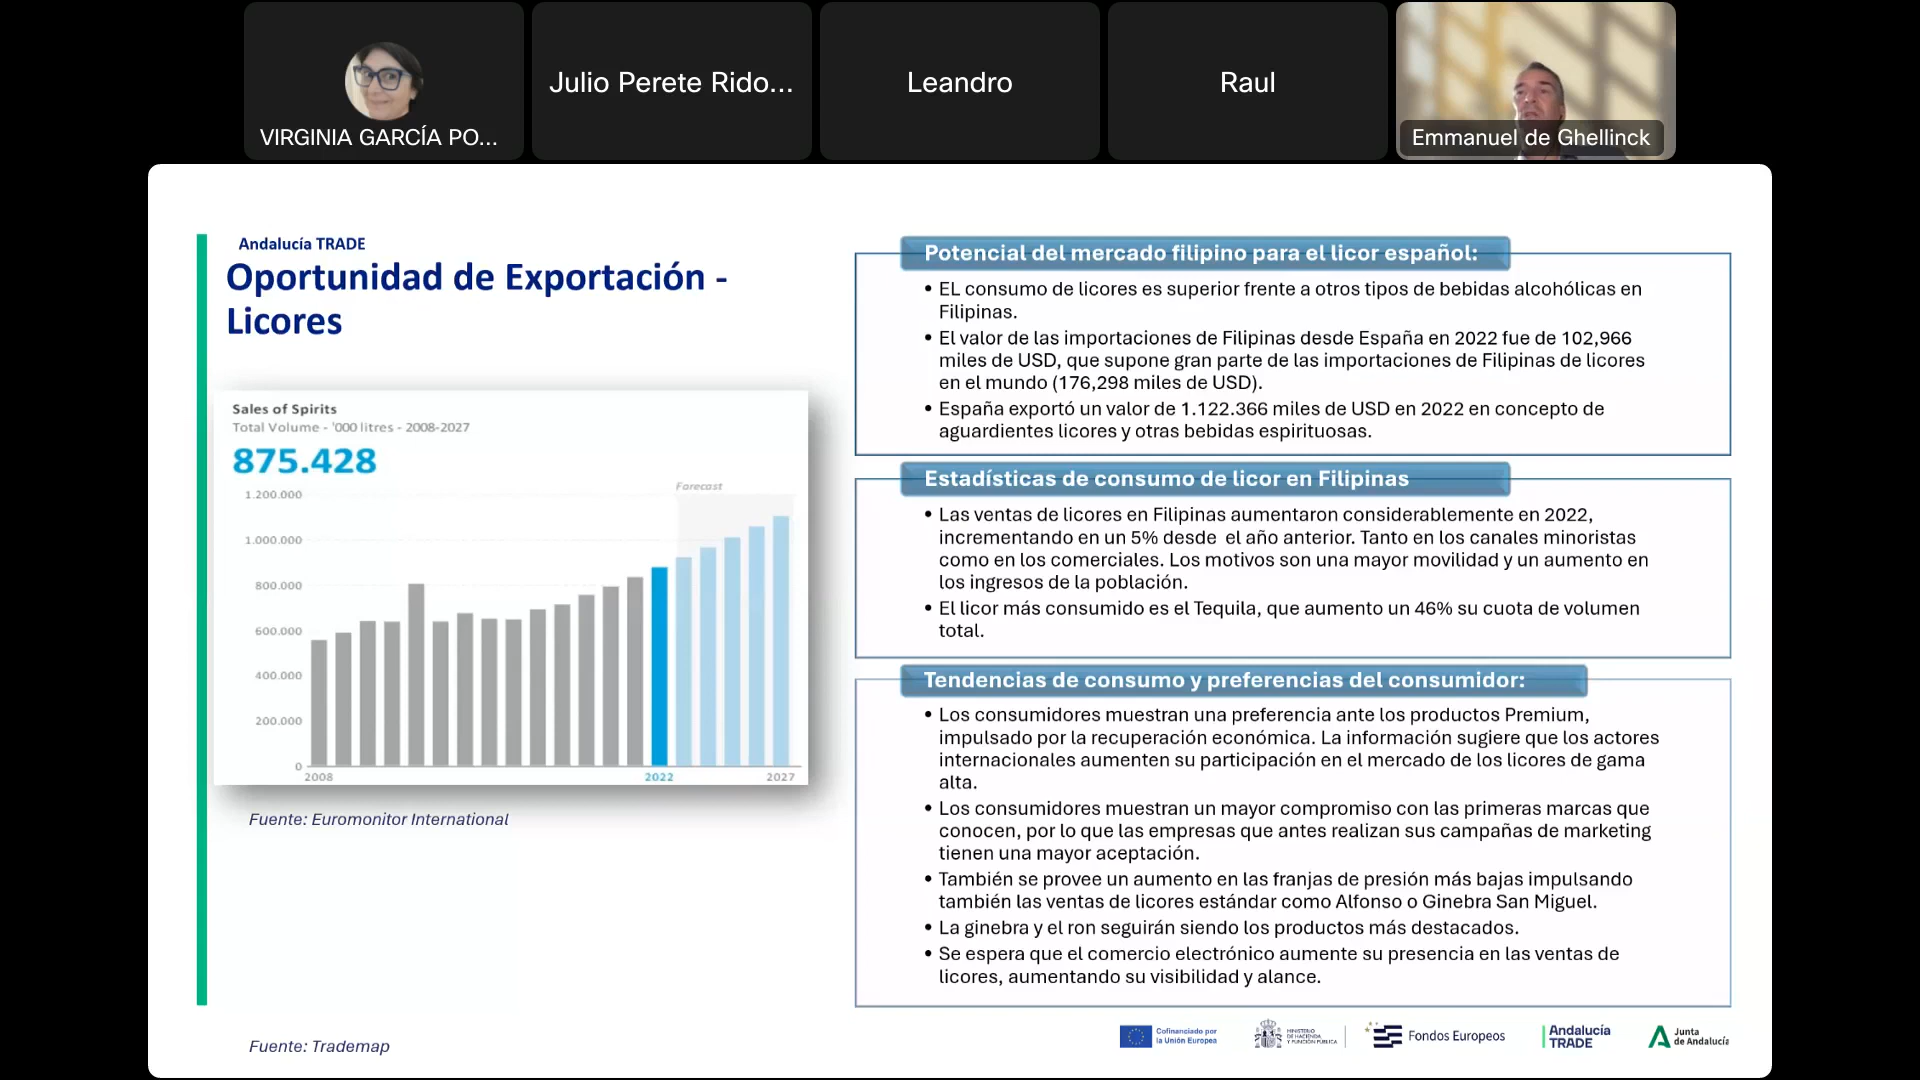 VIRGINIA GARCÍA PO...
Julio Perete Rido...
Leandro
Raul
Emmanuel de Ghellinck
Andalucía TRADE
Oportunidad de Exportación -
Licores
Sales of Spirits
Total Volume - '000 litres - 2008-2027
875.428
Forecast
1.200.000
1.000.000
800.000
600.000
400.000
200.000
0
2008
2022
2027
Fuente: Euromonitor International
Fuente: Trademap
Potencial del mercado filipino para el licor español:
• EL consumo de licores es superior frente a otros tipos de bebidas alcohólicas en
Filipinas.
• El valor de las importaciones de Filipinas desde España en 2022 fue de 102,966
miles de USD, que supone gran parte de las importaciones de Filipinas de licores
en el mundo (176,298 miles de USD).
• España exportó un valor de 1.122.366 miles de USD en 2022 en concepto de
aguardientes licores y otras bebidas espirituosas.
Estadísticas de consumo de licor en Filipinas
• Las ventas de licores en Filipinas aumentaron considerablemente en 2022,
incrementando en un 5% desde  el año anterior. Tanto en los canales minoristas
como en los comerciales. Los motivos son una mayor movilidad y un aumento en
los ingresos de la población.
• El licor más consumido es el Tequila, que aumento un 46% su cuota de volumen
total.
Tendencias de consumo y preferencias del consumidor:
• Los consumidores muestran una preferencia ante los productos Premium,
impulsado por la recuperación económica. La información sugiere que los actores
internacionales aumenten su participación en el mercado de los licores de gama
alta.
• Los consumidores muestran un mayor compromiso con las primeras marcas que
conocen, por lo que las empresas que antes realizan sus campañas de marketing
tienen una mayor aceptación.
• También se provee un aumento en las franjas de presión más bajas impulsando
también las ventas de licores estándar como Alfonso o Ginebra San Miguel.
• La ginebra y el ron seguirán siendo los productos más destacados.
• Se espera que el comercio electrónico aumente su presencia en las ventas de
licores, aumentando su visibilidad y alance.
Cofinanciado por
la Unión Europea
MINISTERIO
DE HACIENDA
Y FUNCIÓN PÚBLICA
Fondos Europeos
Andalucía
TRADE
Junta
de Andalucía